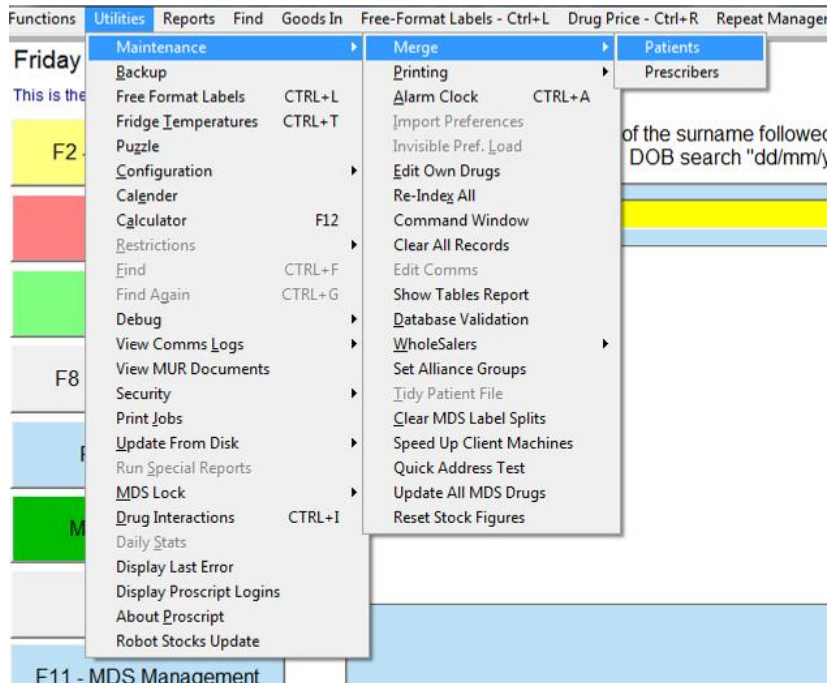 Functions Utilities Reports Find Goods In Free-Format Labels - Ctrl+L Drug Price - Ctrl+R Repeat Manager
Friday
This is the
F2 -
F8
M
F11 - MDS Management
of the surname followed
DOB search "dd/mm/y
Maintenance
Backup
Free Format Labels CTRL+L
Fridge Temperatures CTRL+T
Puzzle
Configuration
Calender
Calculator F12
Restrictions
Find CTRL+F
Find Again CTRL+G
Debug
View Comms Logs
View MUR Documents
Security
Print Jobs
Update From Disk
Run Special Reports
MDS Lock
Drug Interactions CTRL+I
Daily Stats
Display Last Error
Display Proscript Logins
About Proscript
Robot Stocks Update
Merge
Printing
Alarm Clock CTRL+A
Import Preferences
Invisible Pref. Load
Edit Own Drugs
Re-Index All
Command Window
Clear All Records
Edit Comms
Show Tables Report
Database Validation
WholeSalers
Set Alliance Groups
Tidy Patient File
Clear MDS Label Splits
Speed Up Client Machines
Quick Address Test
Update All MDS Drugs
Reset Stock Figures
Patients
Prescribers